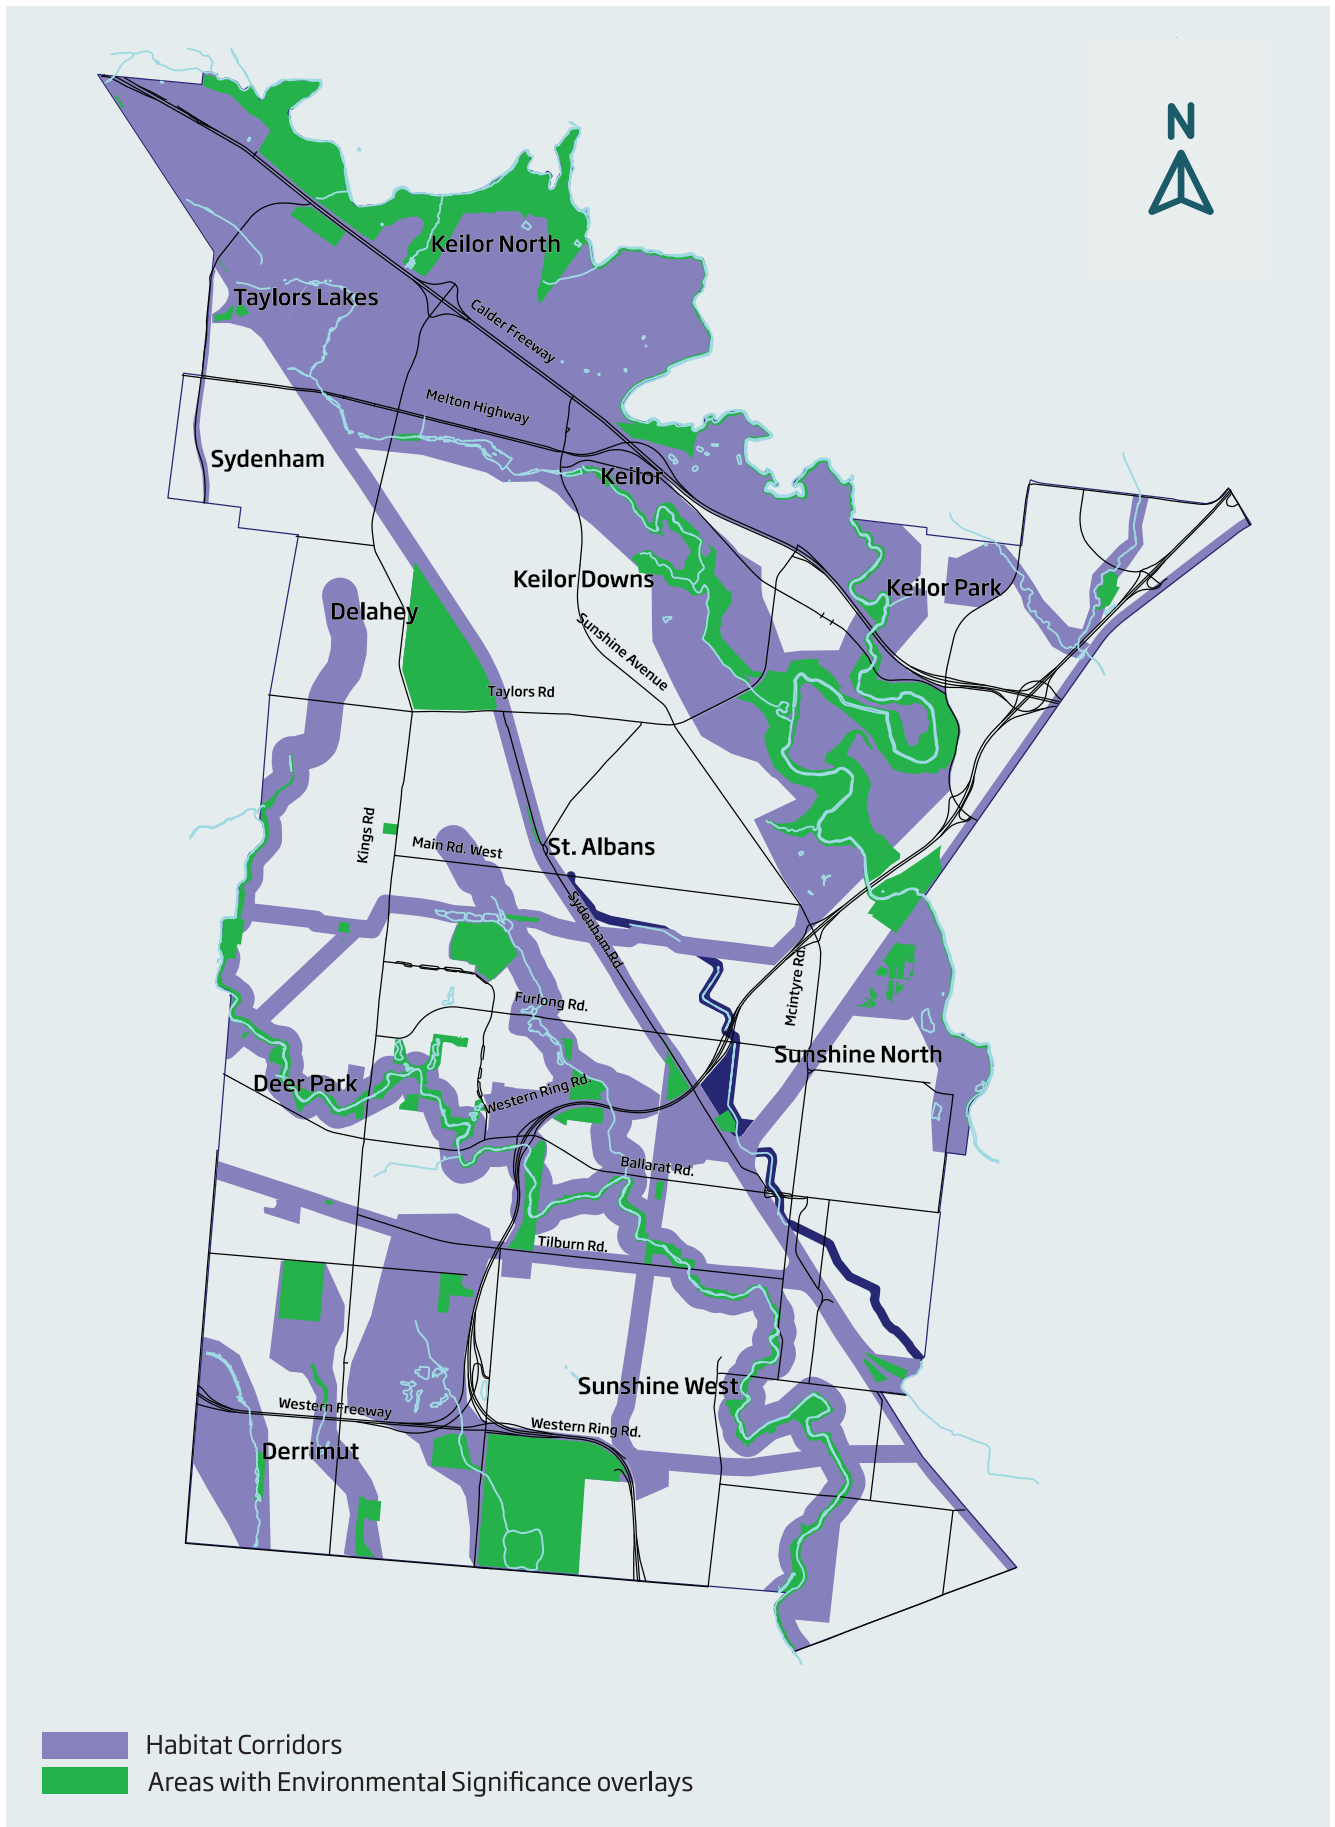 N
Keilor North
Taylors Lakes
Calder Freeway
Melton Highway
Sydenham
Keilor
Keilor Downs
Keilor Park
Delahey
Sunshine Avenue
Taylors Rd
Kings Rd
Main Rd. West
St. Albans
Sydenham Rd
Mcintyre Rd.
Furlong Rd.
Sunshine North
Deer Park
Western Ring Rd.
Ballarat Rd.
Tilburn Rd.
Sunshine West
Western Freeway
Western Ring Rd.
Derrimut
Habitat Corridors
Areas with Environmental Significance overlays